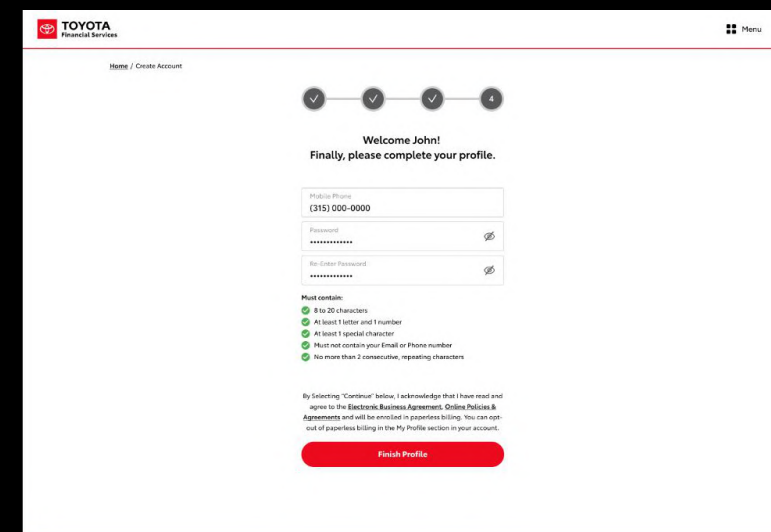 TOYOTA
Financial Services
Menu
Home / Create Account
4
Welcome John!
Finally, please complete your profile.
Mobile Phone
(315) 000-0000
Password
•••••••••••••
Re-Enter Password
•••••••••••••
Must contain:
8 to 20 characters
At least 1 letter and 1 number
At least 1 special character
Must not contain your Email or Phone number
No more than 2 consecutive, repeating characters
By Selecting "Continue" below, I acknowledge that I have read and
agree to the Electronic Business Agreement, Online Policies &
Agreements and will be enrolled in paperless billing. You can opt-
out of paperless billing in the My Profile section in your account.
Finish Profile